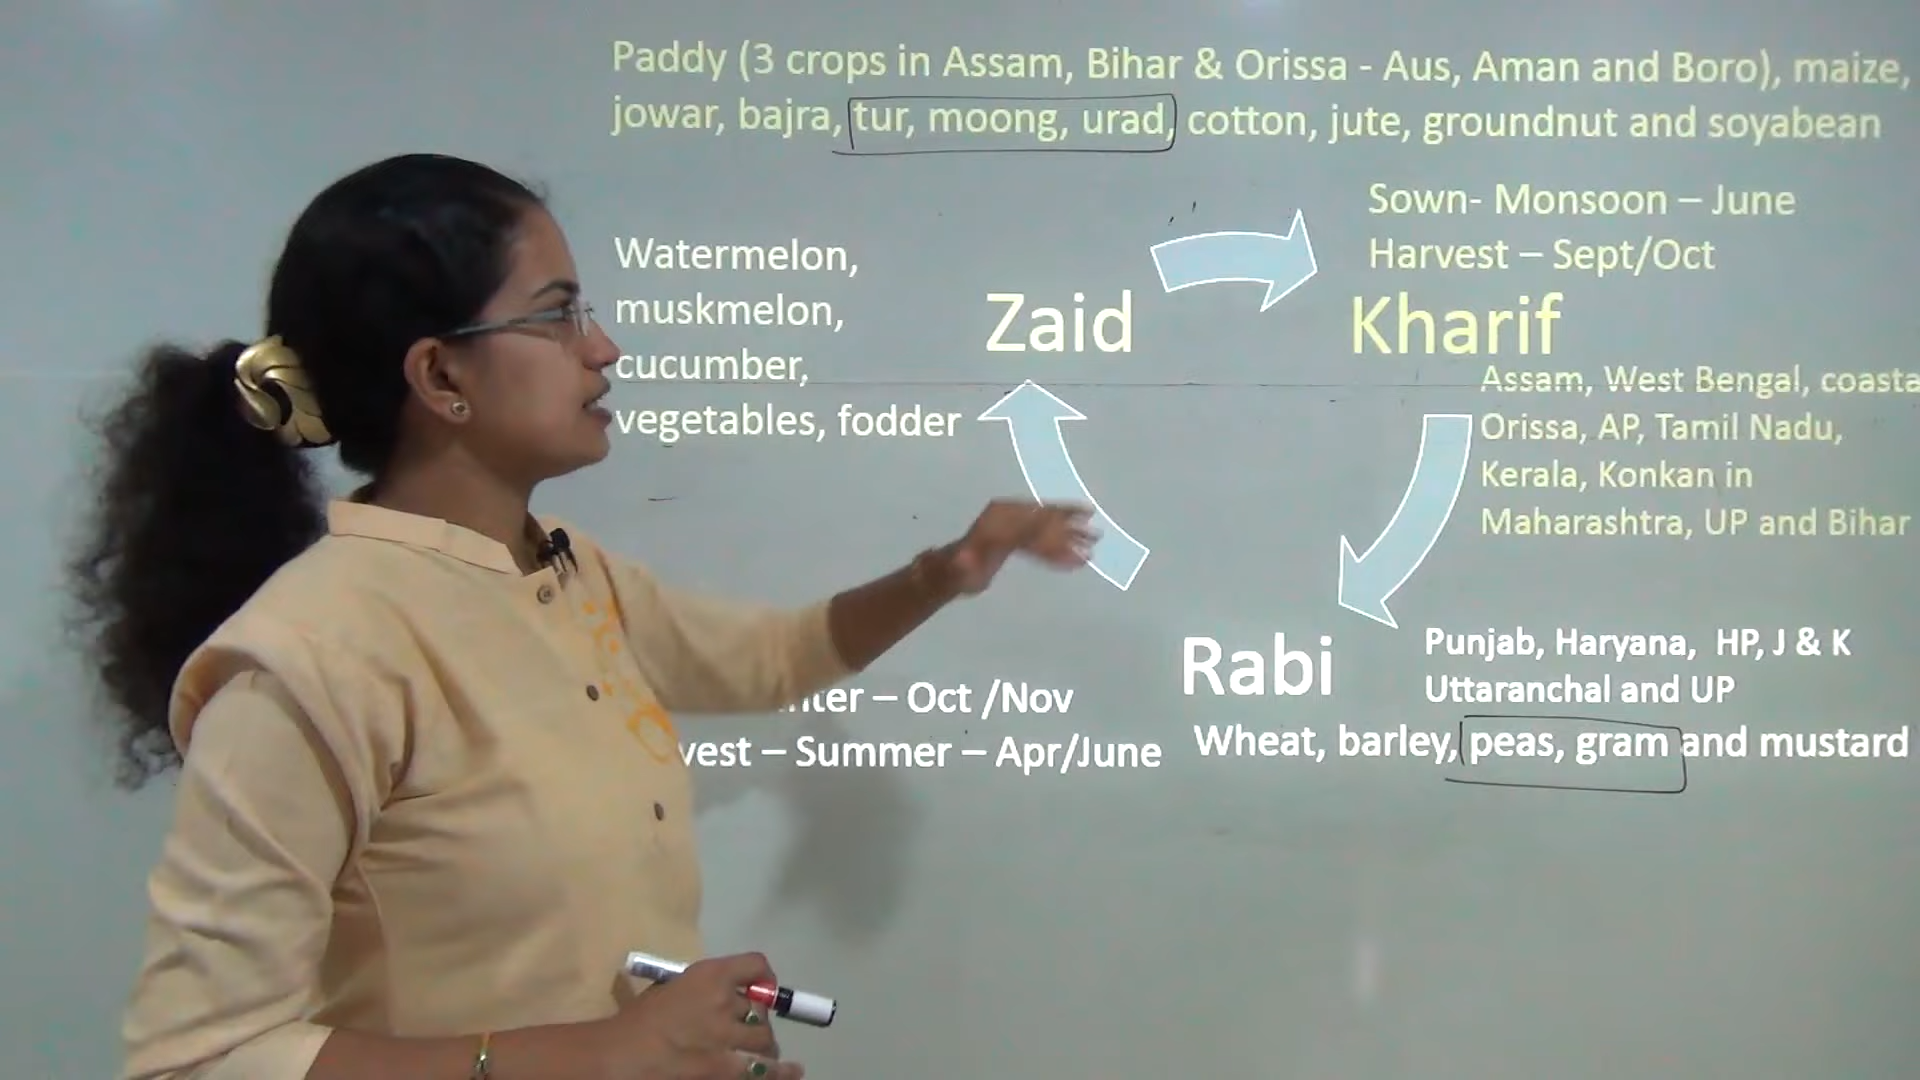 Paddy (3 crops in Assam, Bihar & Orissa - Aus, Aman and Boro), maize,
jowar, bajra, tur, moong, urad, cotton, jute, groundnut and soyabean
Sown- Monsoon – June
Harvest – Sept/Oct
Kharif
Assam, West Bengal, coasta
Orissa, AP, Tamil Nadu,
Kerala, Konkan in
Maharashtra, UP and Bihar
Zaid
Watermelon,
muskmelon,
cucumber,
vegetables, fodder
Rabi
Punjab, Haryana, HP, J & K
Uttaranchal and UP
Wheat, barley, peas, gram and mustard
– Oct /Nov
– Summer – Apr/June